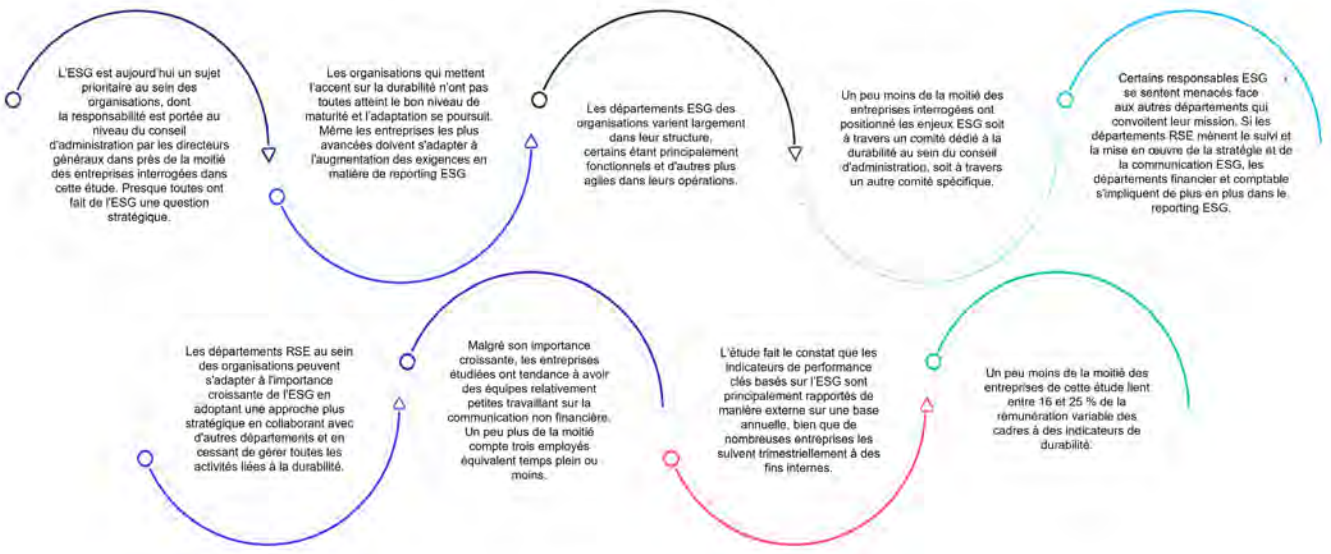 L'ESG est aujourd'hui un sujet
prioritaire au sein des
organisations, dont
la responsabilité est portée au
niveau du conseil
d'administration par les directeurs
généraux dans près de la moitié
des entreprises interrogées dans
cette étude. Presque toutes ont
fait de l'ESG une question
stratégique.
Les organisations qui mettent
l'accent sur la durabilité n'ont pas
toutes atteint le bon niveau de
maturité et l'adaptation se poursuit.
Même les entreprises les plus
avancées doivent s'adapter à
l'augmentation des exigences en
matière de reporting ESG
Les départements ESG des
organisations varient largement
dans leur structure,
certains étant principalement
fonctionnels et d'autres plus
agiles dans leurs opérations.
Un peu moins de la moitié des
entreprises interrogées ont
positionné les enjeux ESG soit
à travers un comité dédié à la
durabilité au sein du conseil
d'administration, soit à travers
un autre comité spécifique.
Certains responsables ESG
se sentent menacés face
aux autres départements qui
convoitent leur mission. Si les
départements RSE mènent le suivi et
la mise en œuvre de la stratégie et de
la communication ESG, les
départements financier et comptable
s'impliquent de plus en plus dans le
reporting ESG.
Les départements RSE au sein
des organisations peuvent
s'adapter à l'importance
croissante de l'ESG en
adoptant une approche plus
stratégique en collaborant avec
d'autres départements et en
cessant de gérer toutes les
activités liées à la durabilité.
Malgré son importance
croissante, les entreprises
étudiées ont tendance à avoir
des équipes relativement
petites travaillant sur la
communication non financière.
Un peu plus de la moitié
compte trois employés
équivalent temps plein ou
moins.
L'étude fait le constat que les
indicateurs de performance
clés basés sur l'ESG sont
principalement rapportés de
manière externe sur une base
annuelle, bien que de
nombreuses entreprises les
suivent trimestriellement à des
fins internes.
Un peu moins de la moitié des
entreprises de cette étude lient
entre 16 et 25 % de la
rémunération variable des
cadres à des indicateurs de
durabilité.